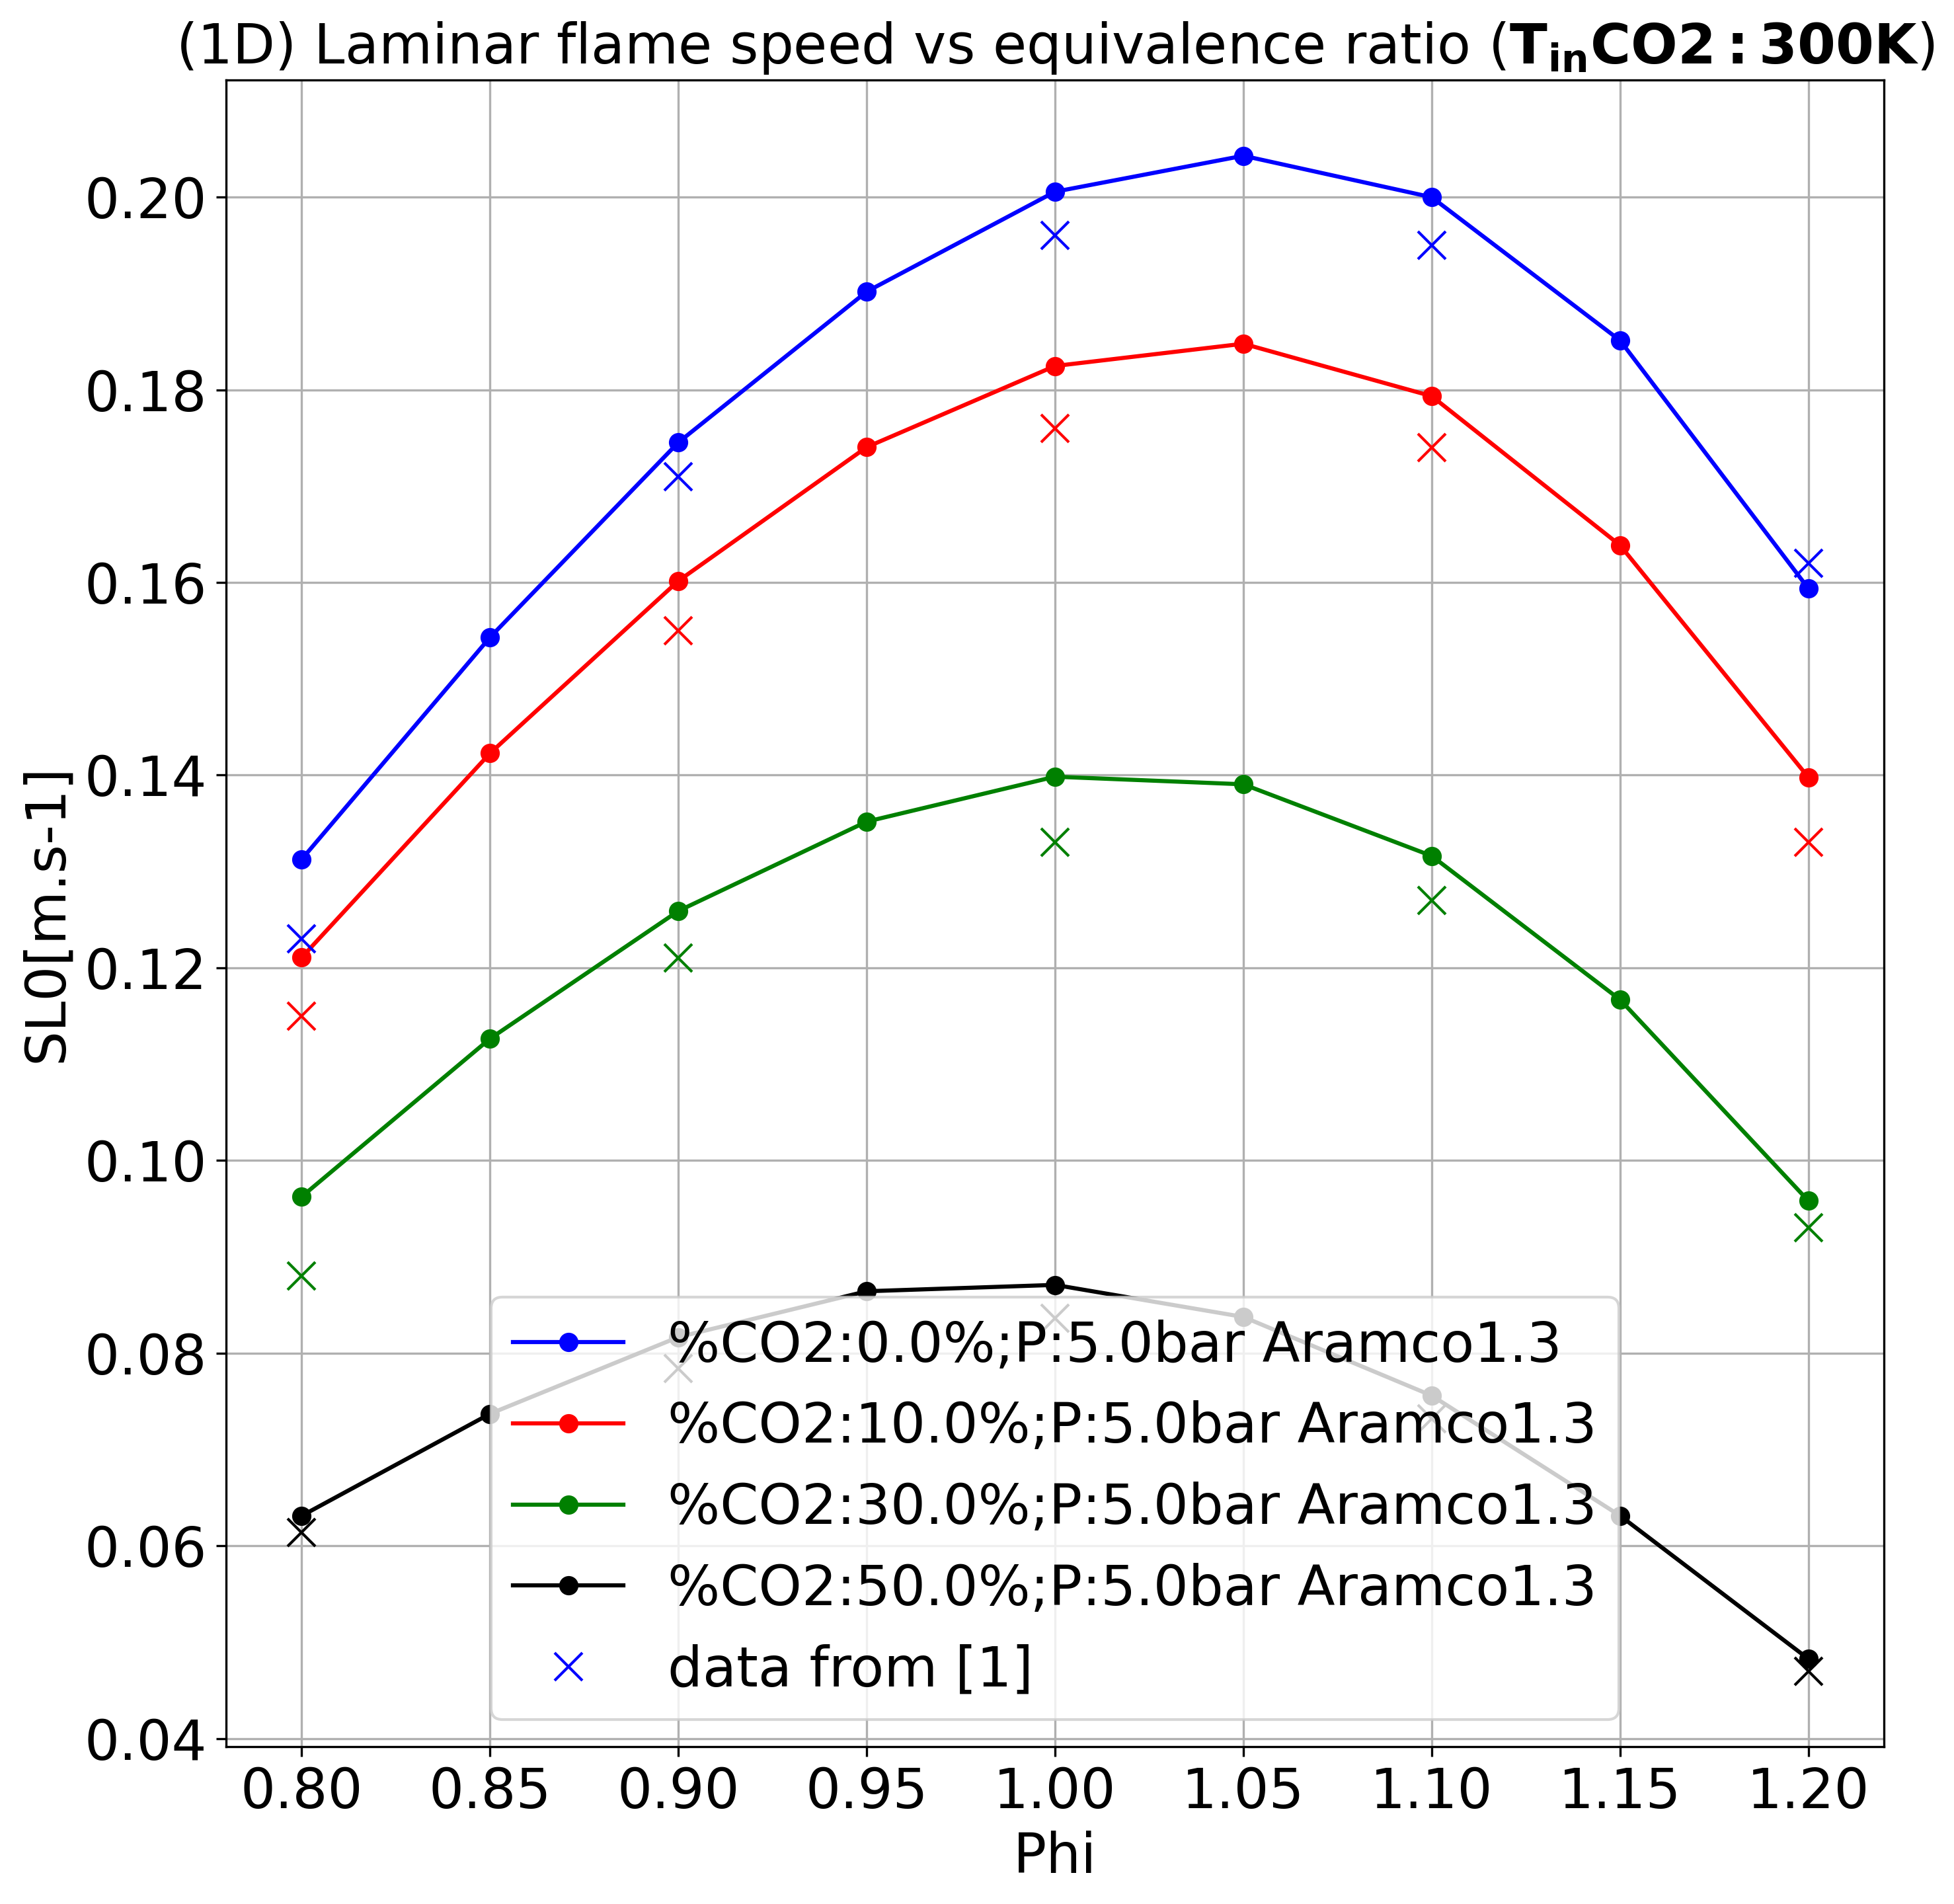 (1D) Laminar flame speed vs equivalence ratio (TinCO2 : 300K)
SL0[m.s-1]
0.20
0.18
0.16
0.14
0.12
0.10
0.08
0.06
0.04
%CO2:0.0%;P:5.0bar Aramco1.3
%CO2:10.0%;P:5.0bar Aramco1.3
%CO2:30.0%;P:5.0bar Aramco1.3
%CO2:50.0%;P:5.0bar Aramco1.3
data from [1]
0.80 0.85 0.90 0.95 1.00 1.05 1.10 1.15 1.20
Phi